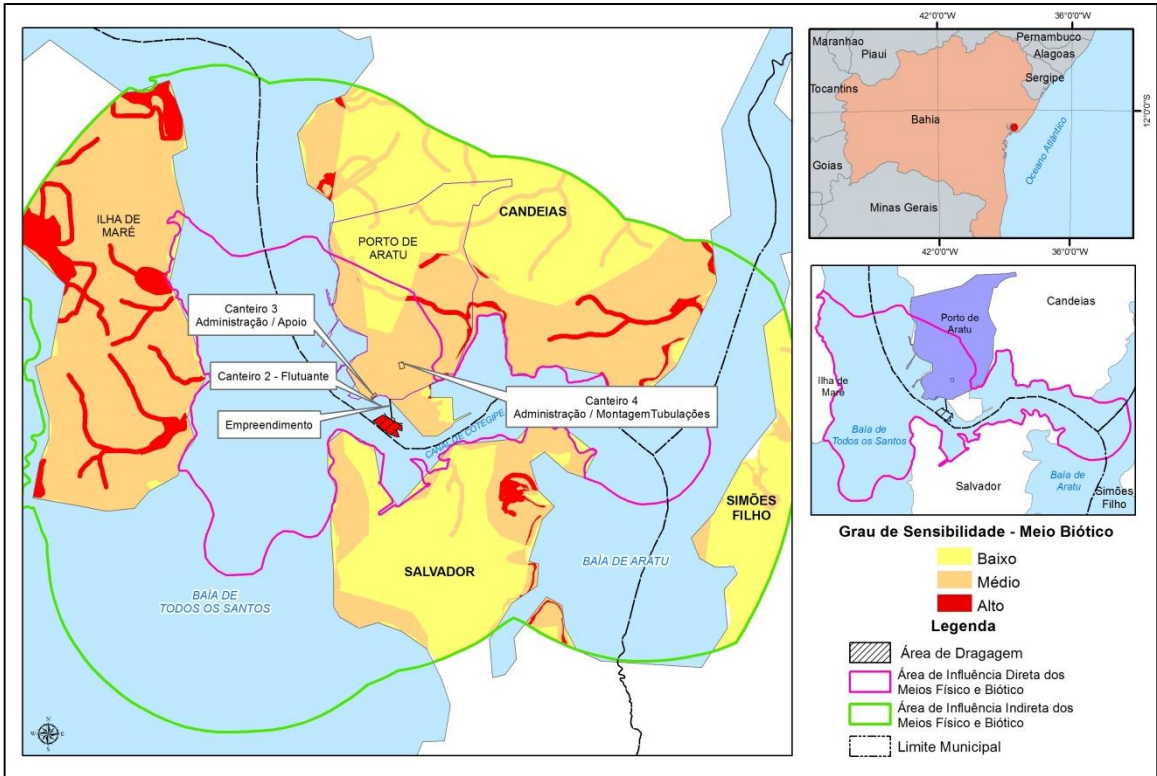 ILHA DE
MARÉ
CANDEIAS
PORTO DE
ARATU
Canteiro 3
Administração / Apoio
Canteiro 2 - Flutuante
Empreendimento
Canteiro 4
Administração / MontagemTubulações
CANAL DE COTEGIPE
SIMÕES
FILHO
SALVADOR
BAÍA DE ARATU
BAÍA DE
TODOS OS SANTOS
N
W
E
S
42°0'0"W
36°0'0"W
Maranhao
Piaui
Pernambuco
Alagoas
Sergipe
Tocantins
Bahia
12°0'0"S
Oceano Atlântico
Goias
Minas Gerais
42°0'0"W
36°0'0"W
Candeias
Porto de
Aratu
Ilha de
Maré
Baía de
Todos os Santos
Salvador
Baía de
Aratu
Simões
Filho
Grau de Sensibilidade - Meio Biótico
Baixo
Médio
Alto
Legenda
Área de Dragagem
Área de Influência Direta dos
Meios Físico e Biótico
Área de Influência Indireta dos
Meios Físico e Biótico
Limite Municipal